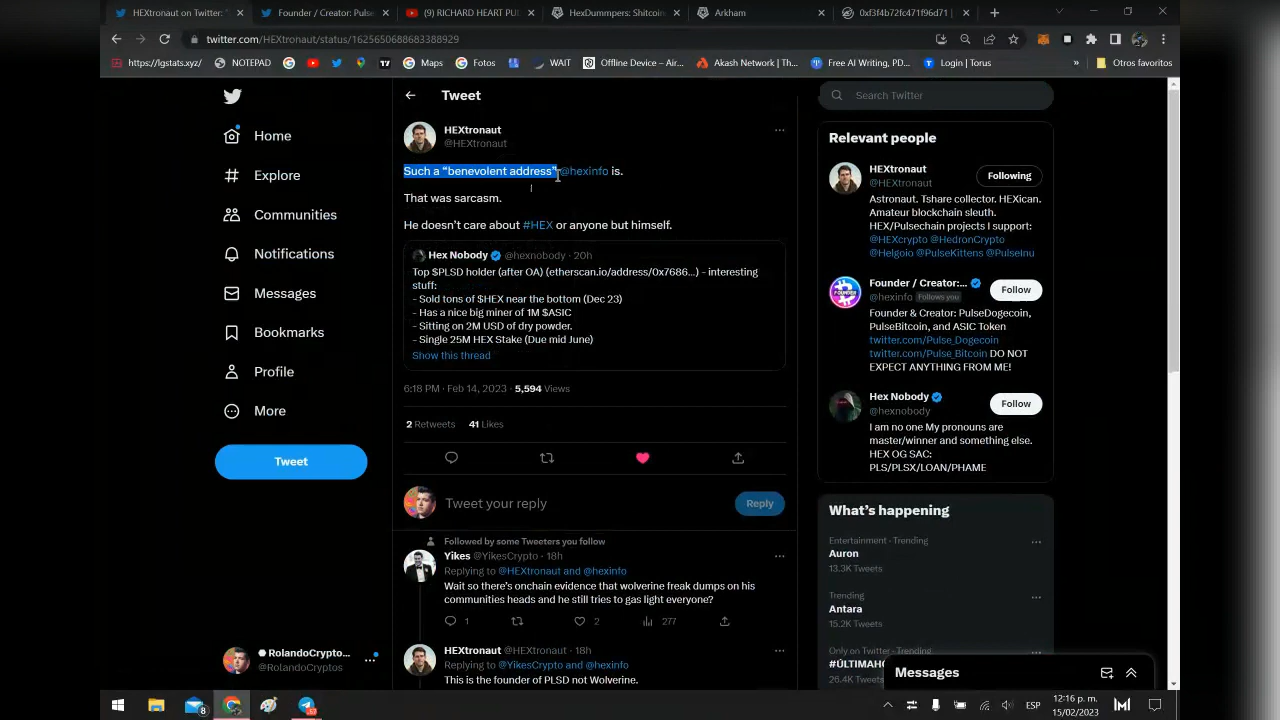 HEXtronaut on Twitter: "
Founder / Creator: Pulse
(9) RICHARD HEART PU
HexDummpers: Shitcoin
Arkham
0xf3f4b72fc471f96d71
twitter.com/HEXtronaut/status/1625650688683388929
https://lgstats.xyz/
NOTEPAD
Maps
Fotos
WAIT
Offline Device – Air...
Akash Network | Th...
Free AI Writing, PD...
Login | Torus
»
Otros favoritos
Home
Explore
Communities
Notifications
Messages
Bookmarks
Profile
More
Tweet
RolandoCrypto...
@RolandoCryptos
Tweet
HEXtronaut
@HEXtronaut
Such a “benevolent address” @hexinfo is.
That was sarcasm.
He doesn’t care about #HEX or anyone but himself.
Hex Nobody @hexnobody · 20h
Top $PLSD holder (after OA) (etherscan.io/address/0x7686...) - interesting
stuff:
- Sold tons of $HEX near the bottom (Dec 23)
- Has a nice big miner of 1M $ASIC
- Sitting on 2M USD of dry powder.
- Single 25M HEX Stake (Due mid June)
Show this thread
6:18 PM · Feb 14, 2023 · 5,594 Views
2 Retweets 41 Likes
Tweet your reply
Reply
Followed by some Tweeters you follow
Yikes @YikesCrypto · 18h
Replying to @HEXtronaut and @hexinfo
Wait so there’s onchain evidence that wolverine freak dumps on his
communities heads and he still tries to gas light everyone?
1 2 277
HEXtronaut @HEXtronaut · 18h
Replying to @YikesCrypto and @hexinfo
This is the founder of PLSD not Wolverine.
Search Twitter
Relevant people
HEXtronaut
@HEXtronaut
Following
Astronaut. Tshare collector. HEXican.
Amateur blockchain sleuth.
HEX/Pulsechain projects I support:
@HEXcrypto @HedronCrypto
@Helgoio @PulseKittens @PulseInu
Founder / Creator:...
@hexinfo Follows you
Follow
Founder & Creator: PulseDogecoin,
PulseBitcoin, and ASIC Token
twitter.com/Pulse_Dogecoin
twitter.com/Pulse_Bitcoin DO NOT
EXPECT ANYTHING FROM ME!
Hex Nobody
@hexnobody
Follow
I am no one My pronouns are
master/winner and something else.
HEX OG SAC:
PLS/PLSX/LOAN/PHAME
What’s happening
Entertainment · Trending
Auron
13.3K Tweets
Trending
Antara
15.2K Tweets
Only on Twitter · Trending
#ÚLTIMAHO
26.4K Tweets
Messages
8
57
ESP
12:16 p. m.
15/02/2023